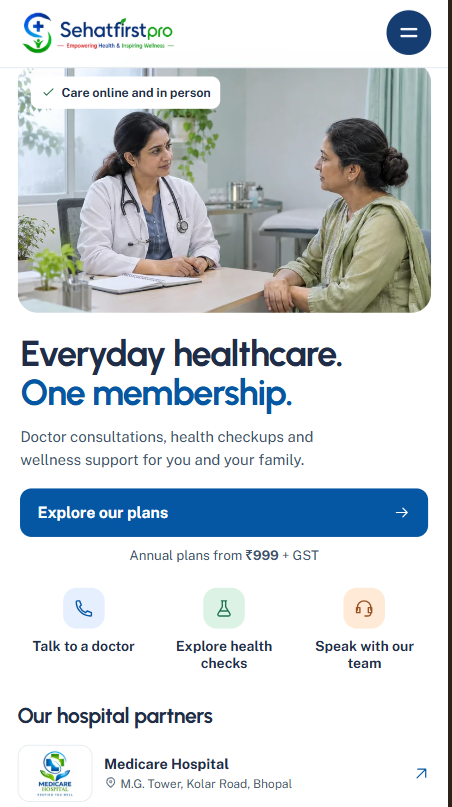 Sehatfirstpro
Empowering Health & Inspiring Wellness
Care online and in person
Everyday healthcare.
One membership.
Doctor consultations, health checkups and
wellness support for you and your family.
Explore our plans
Annual plans from ₹999 + GST
Talk to a doctor
Explore health
checks
Speak with our
team
Our hospital partners
MEDICARE
HOSPITAL
Medicare Hospital
M.G. Tower, Kolar Road, Bhopal